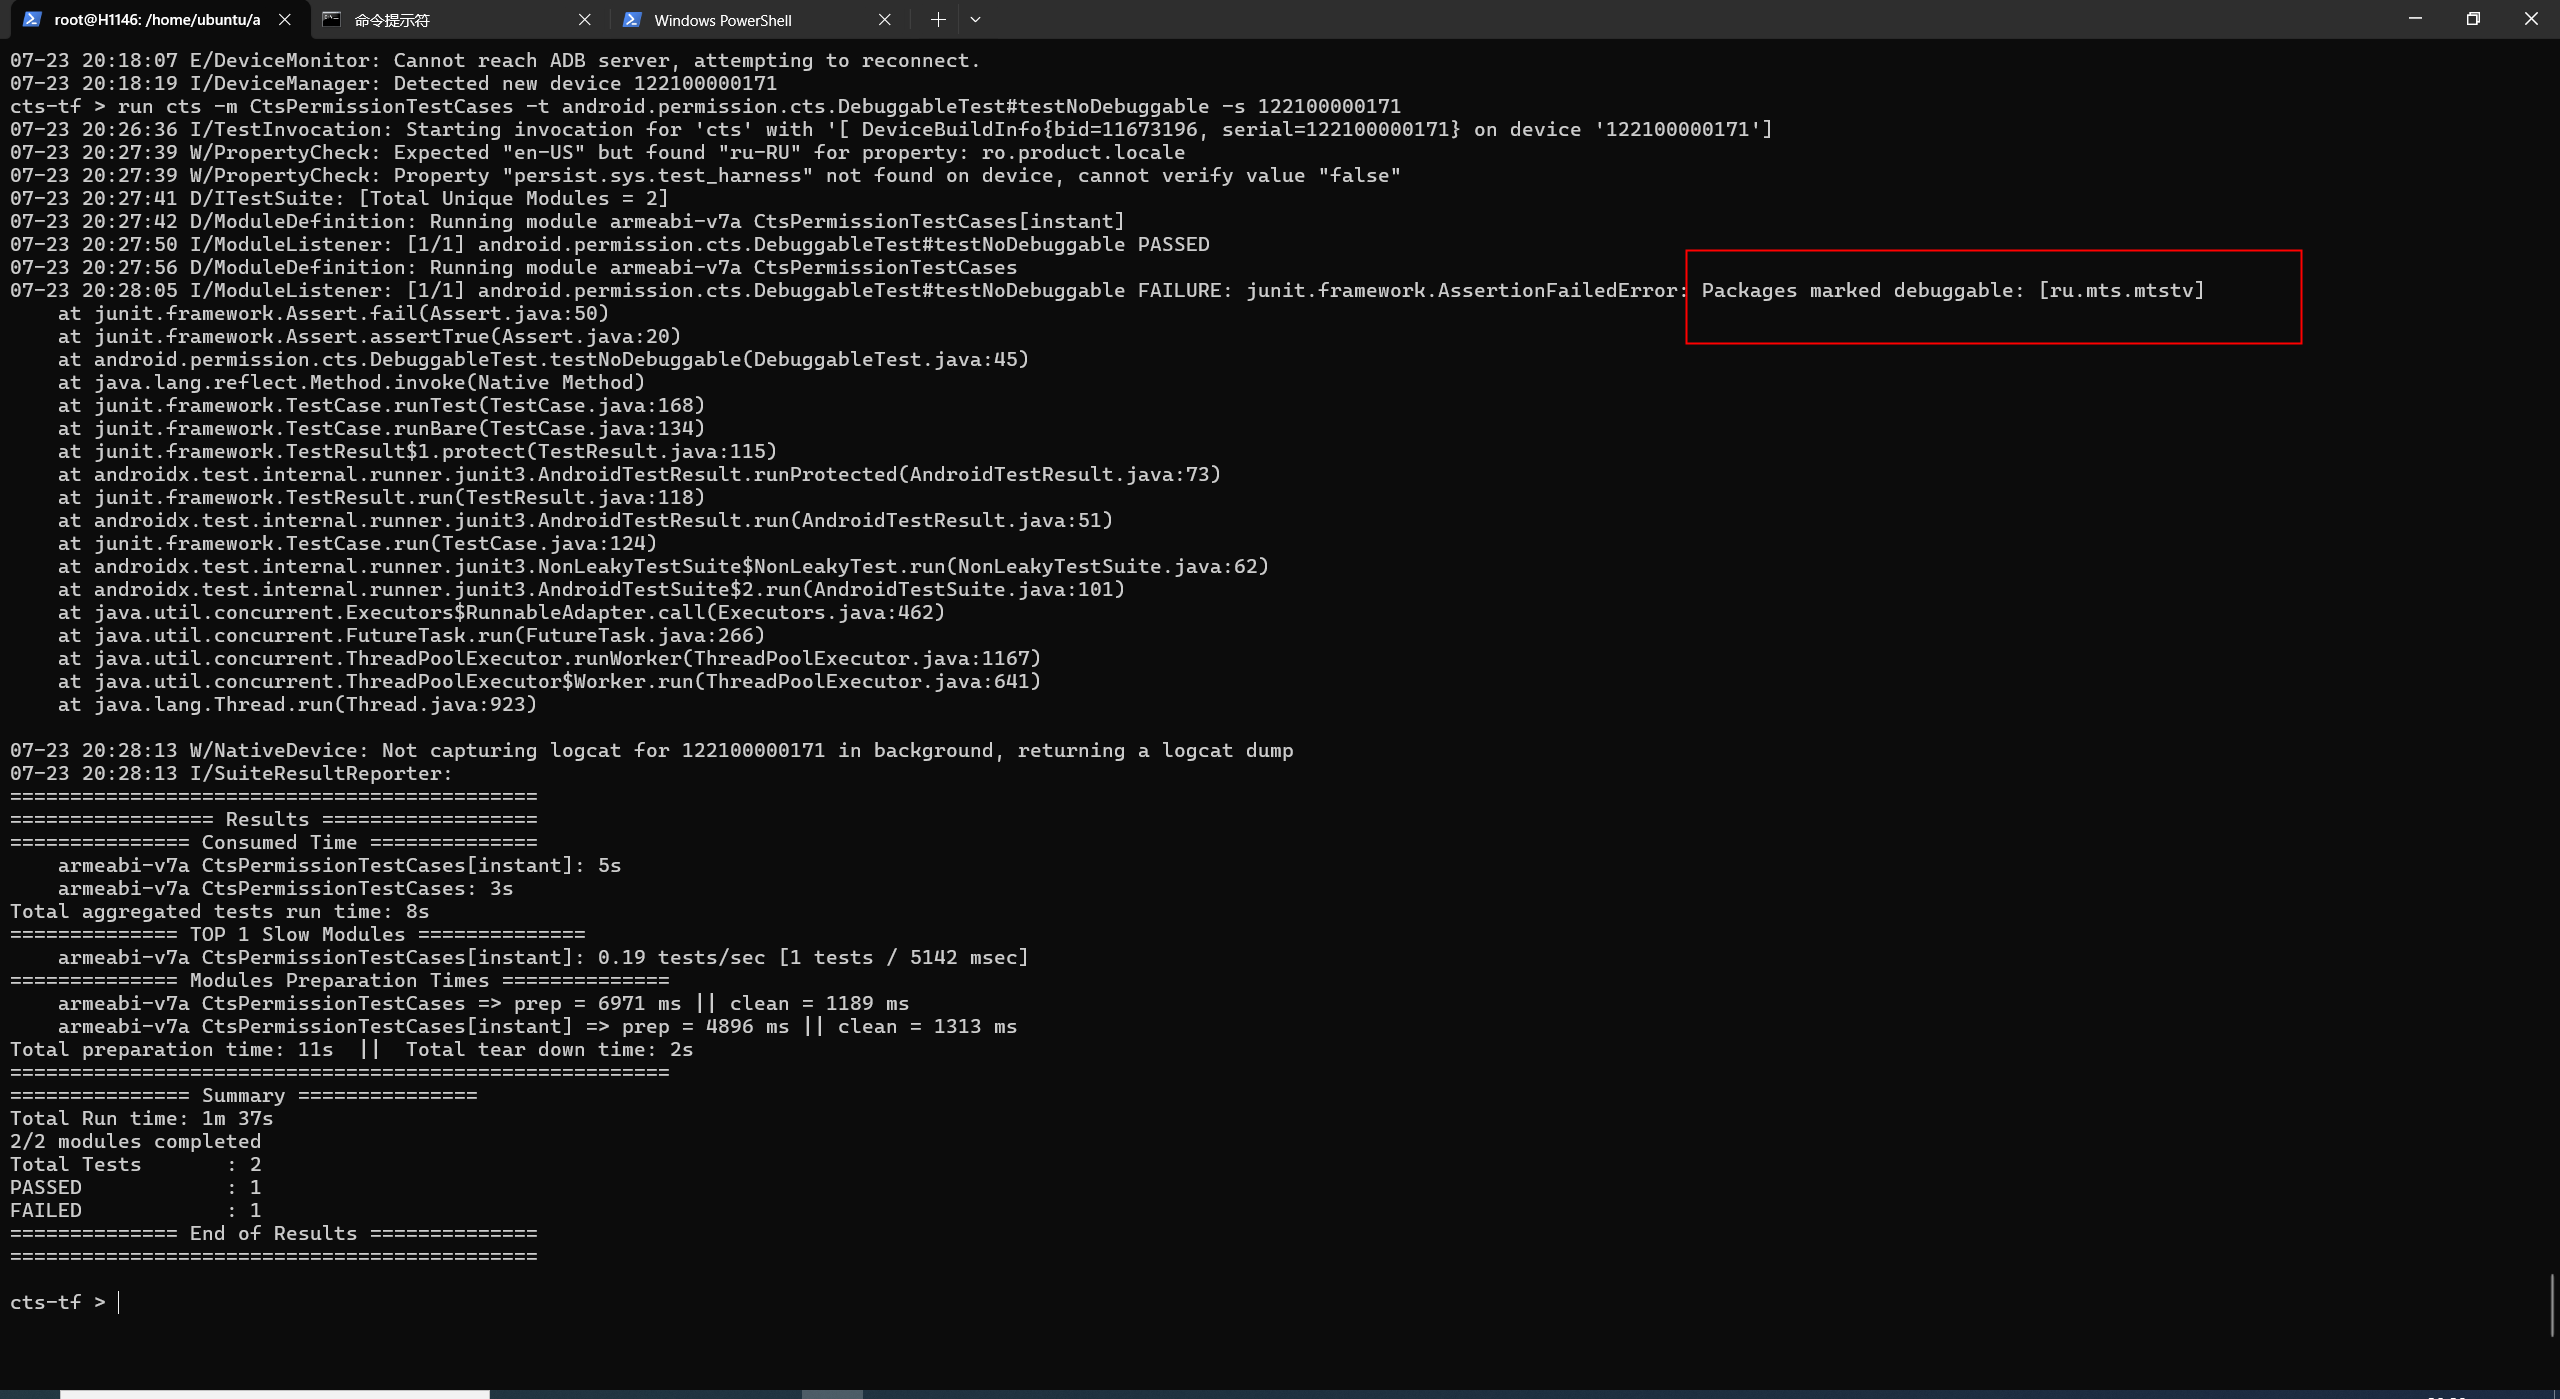 root@H1146: /home/ubuntu/a
命令提示符
Windows PowerShell
07-23 20:18:07 E/DeviceMonitor: Cannot reach ADB server, attempting to reconnect.
07-23 20:18:19 I/DeviceManager: Detected new device 122100000171
cts-tf > run cts -m CtsPermissionTestCases -t android.permission.cts.DebuggableTest#testNoDebuggable -s 122100000171
07-23 20:26:36 I/TestInvocation: Starting invocation for 'cts' with '[ DeviceBuildInfo{bid=11673196, serial=122100000171} on device '122100000171']
07-23 20:27:39 W/PropertyCheck: Expected "en-US" but found "ru-RU" for property: ro.product.locale
07-23 20:27:39 W/PropertyCheck: Property "persist.sys.test_harness" not found on device, cannot verify value "false"
07-23 20:27:41 D/ITestSuite: [Total Unique Modules = 2]
07-23 20:27:42 D/ModuleDefinition: Running module armeabi-v7a CtsPermissionTestCases[instant]
07-23 20:27:50 I/ModuleListener: [1/1] android.permission.cts.DebuggableTest#testNoDebuggable PASSED
07-23 20:27:56 D/ModuleDefinition: Running module armeabi-v7a CtsPermissionTestCases
07-23 20:28:05 I/ModuleListener: [1/1] android.permission.cts.DebuggableTest#testNoDebuggable FAILURE: junit.framework.AssertionFailedError: Packages marked debuggable: [ru.mts.mtstv]
at junit.framework.Assert.fail(Assert.java:50)
at junit.framework.Assert.assertTrue(Assert.java:20)
at android.permission.cts.DebuggableTest.testNoDebuggable(DebuggableTest.java:45)
at java.lang.reflect.Method.invoke(Native Method)
at junit.framework.TestCase.runTest(TestCase.java:168)
at junit.framework.TestCase.runBare(TestCase.java:134)
at junit.framework.TestResult$1.protect(TestResult.java:115)
at androidx.test.internal.runner.junit3.AndroidTestResult.runProtected(AndroidTestResult.java:73)
at junit.framework.TestResult.run(TestResult.java:118)
at androidx.test.internal.runner.junit3.AndroidTestResult.run(AndroidTestResult.java:51)
at junit.framework.TestCase.run(TestCase.java:124)
at androidx.test.internal.runner.junit3.NonLeakyTestSuite$NonLeakyTest.run(NonLeakyTestSuite.java:62)
at androidx.test.internal.runner.junit3.AndroidTestSuite$2.run(AndroidTestSuite.java:101)
at java.util.concurrent.Executors$RunnableAdapter.call(Executors.java:462)
at java.util.concurrent.FutureTask.run(FutureTask.java:266)
at java.util.concurrent.ThreadPoolExecutor.runWorker(ThreadPoolExecutor.java:1167)
at java.util.concurrent.ThreadPoolExecutor$Worker.run(ThreadPoolExecutor.java:641)
at java.lang.Thread.run(Thread.java:923)
07-23 20:28:13 W/NativeDevice: Not capturing logcat for 122100000171 in background, returning a logcat dump
07-23 20:28:13 I/SuiteResultReporter:
============================================
================= Results ==================
=============== Consumed Time ==============
armeabi-v7a CtsPermissionTestCases[instant]: 5s
armeabi-v7a CtsPermissionTestCases: 3s
Total aggregated tests run time: 8s
============== TOP 1 Slow Modules ==============
armeabi-v7a CtsPermissionTestCases[instant]: 0.19 tests/sec [1 tests / 5142 msec]
============== Modules Preparation Times ==============
armeabi-v7a CtsPermissionTestCases => prep = 6971 ms || clean = 1189 ms
armeabi-v7a CtsPermissionTestCases[instant] => prep = 4896 ms || clean = 1313 ms
Total preparation time: 11s || Total tear down time: 2s
=======================================================
=============== Summary ===============
Total Run time: 1m 37s
2/2 modules completed
Total Tests : 2
PASSED : 1
FAILED : 1
============== End of Results ==============
============================================
cts-tf >